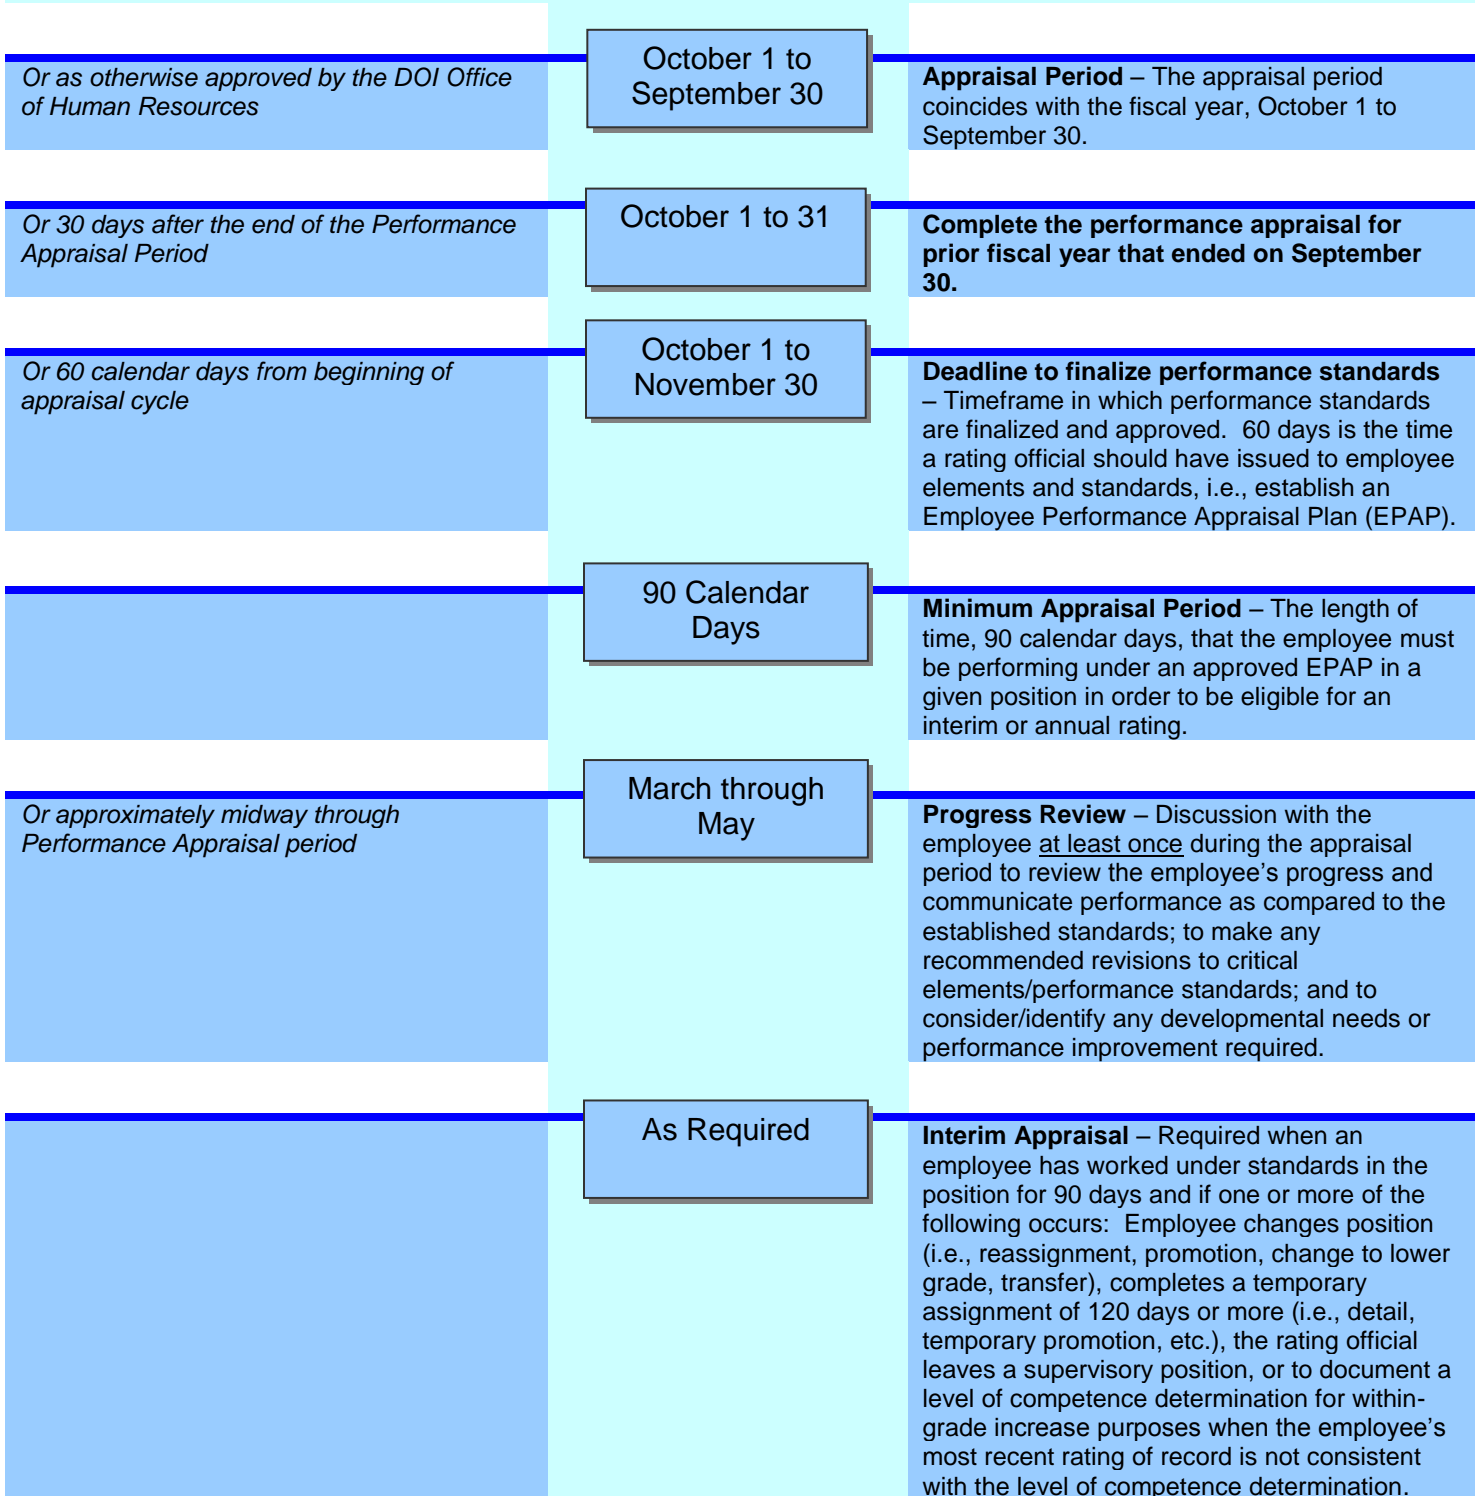 Or as otherwise approved by the DOI Office
of Human Resources
October 1 to
September 30
Appraisal Period – The appraisal period
coincides with the fiscal year, October 1 to
September 30.
Or 30 days after the end of the Performance
Appraisal Period
October 1 to 31
Complete the performance appraisal for
prior fiscal year that ended on September
30.
Or 60 calendar days from beginning of
appraisal cycle
October 1 to
November 30
Deadline to finalize performance standards
– Timeframe in which performance standards
are finalized and approved.  60 days is the time
a rating official should have issued to employee
elements and standards, i.e., establish an
Employee Performance Appraisal Plan (EPAP).
90 Calendar
Days
Minimum Appraisal Period – The length of
time, 90 calendar days, that the employee must
be performing under an approved EPAP in a
given position in order to be eligible for an
interim or annual rating.
Or approximately midway through
Performance Appraisal period
March through
May
Progress Review – Discussion with the
employee at least once during the appraisal
period to review the employee’s progress and
communicate performance as compared to the
established standards; to make any
recommended revisions to critical
elements/performance standards; and to
consider/identify any developmental needs or
performance improvement required.
As Required
Interim Appraisal – Required when an
employee has worked under standards in the
position for 90 days and if one or more of the
following occurs:  Employee changes position
(i.e., reassignment, promotion, change to lower
grade, transfer), completes a temporary
assignment of 120 days or more (i.e., detail,
temporary promotion, etc.), the rating official
leaves a supervisory position, or to document a
level of competence determination for within-
grade increase purposes when the employee’s
most recent rating of record is not consistent
with the level of competence determination.